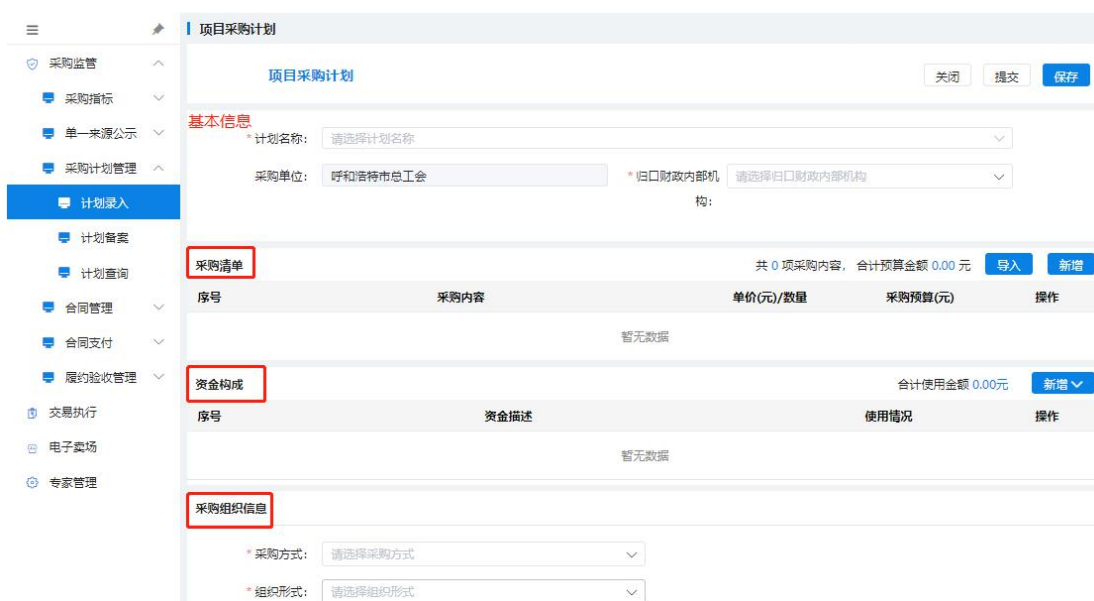 项目采购计划
采购监管
采购指标
单一来源公示
采购计划管理
计划录入
计划备案
计划查询
合同管理
合同支付
履约验收管理
交易执行
电子卖场
专家管理
项目采购计划
关闭
提交
保存
基本信息
*计划名称: 请选择计划名称
采购单位: 呼和浩特市总工会
*归口财政内部机
构:
请选择归口财政内部机构
采购清单
共 0 项采购内容, 合计预算金额 0.00 元
导入
新增
序号 采购内容 单价(元)/数量 采购预算(元) 操作
暂无数据
资金构成
合计使用金额 0.00元
新增
序号 资金描述 使用情况 操作
暂无数据
采购组织信息
*采购方式: 请选择采购方式
*组织形式: 请选择组织形式